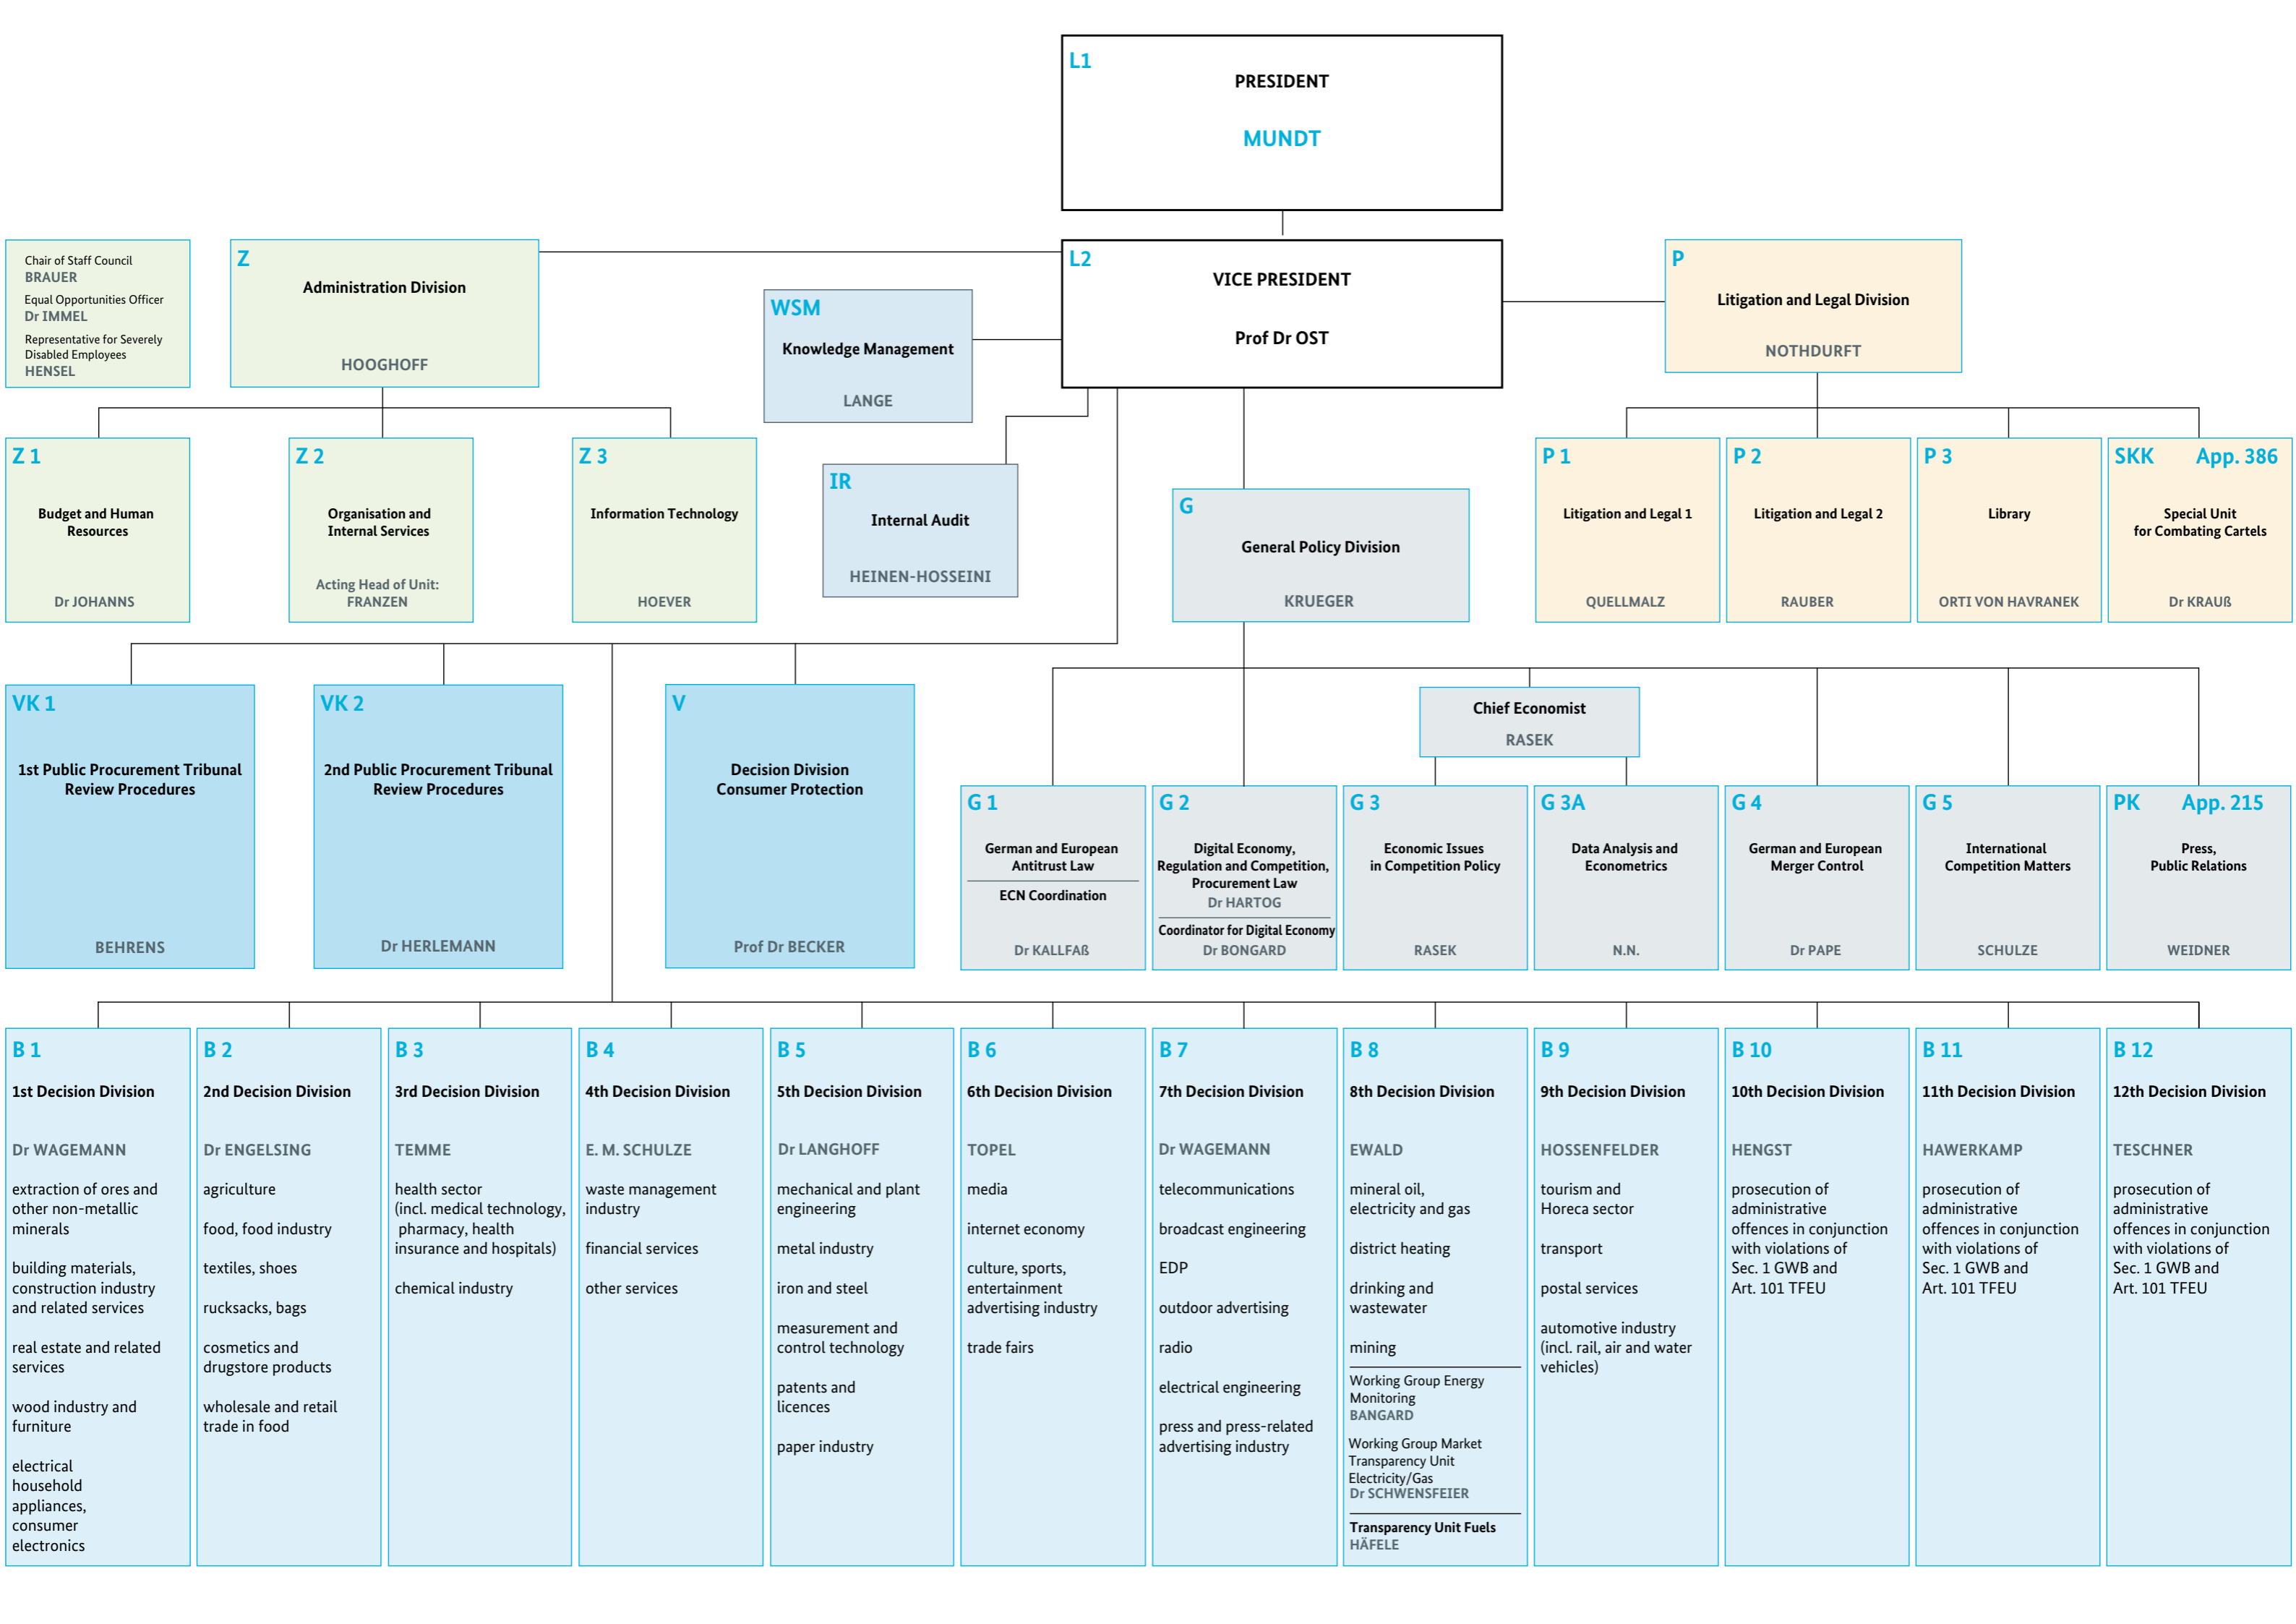 L1
PRESIDENT
MUNDT
Chair of Staff Council
BRAUER
Equal Opportunities Officer
Dr IMMEL
Representative for Severely
Disabled Employees
HENSEL
Z
Administration Division
HOOGHOFF
WSM
Knowledge Management
LANGE
L2
VICE PRESIDENT
Prof Dr OST
P
Litigation and Legal Division
NOTHDURFT
Z 1
Budget and Human
Resources
Dr JOHANNS
Z 2
Organisation and
Internal Services
Acting Head of Unit:
FRANZEN
Z 3
Information Technology
HOEVER
IR
Internal Audit
HEINEN-HOSSEINI
G
General Policy Division
KRUEGER
P 1
Litigation and Legal 1
QUELLMALZ
P 2
Litigation and Legal 2
RAUBER
P 3
Library
ORTI VON HAVRANEK
SKK App. 386
Special Unit
for Combating Cartels
Dr KRAUß
VK 1
1st Public Procurement Tribunal
Review Procedures
BEHRENS
VK 2
2nd Public Procurement Tribunal
Review Procedures
Dr HERLEMANN
V
Decision Division
Consumer Protection
Prof Dr BECKER
Chief Economist
RASEK
G 1
German and European
Antitrust Law
ECN Coordination
Dr KALLFAß
G 2
Digital Economy,
Regulation and Competition,
Procurement Law
Dr HARTOG
Coordinator for Digital Economy
Dr BONGARD
G 3
Economic Issues
in Competition Policy
RASEK
G 3A
Data Analysis and
Econometrics
N.N.
G 4
German and European
Merger Control
Dr PAPE
G 5
International
Competition Matters
SCHULZE
PK App. 215
Press,
Public Relations
WEIDNER
B 1
1st Decision Division
Dr WAGEMANN
extraction of ores and
other non-metallic
minerals
building materials,
construction industry
and related services
real estate and related
services
wood industry and
furniture
electrical
household
appliances,
consumer
electronics
B 2
2nd Decision Division
Dr ENGELSING
agriculture
food, food industry
textiles, shoes
rucksacks, bags
cosmetics and
drugstore products
wholesale and retail
trade in food
B 3
3rd Decision Division
TEMME
health sector
(incl. medical technology,
pharmacy, health
insurance and hospitals)
chemical industry
B 4
4th Decision Division
E. M. SCHULZE
waste management
industry
financial services
other services
B 5
5th Decision Division
Dr LANGHOFF
mechanical and plant
engineering
metal industry
iron and steel
measurement and
control technology
patents and
licences
paper industry
B 6
6th Decision Division
TOPEL
media
internet economy
culture, sports,
entertainment
advertising industry
trade fairs
B 7
7th Decision Division
Dr WAGEMANN
telecommunications
broadcast engineering
EDP
outdoor advertising
radio
electrical engineering
press and press-related
advertising industry
B 8
8th Decision Division
EWALD
mineral oil,
electricity and gas
district heating
drinking and
wastewater
mining
Working Group Energy
Monitoring
BANGARD
Working Group Market
Transparency Unit
Electricity/Gas
Dr SCHWENSFEIER
Transparency Unit Fuels
HÄFELE
B 9
9th Decision Division
HOSSENFELDER
tourism and
Horeca sector
transport
postal services
automotive industry
(incl. rail, air and water
vehicles)
B 10
10th Decision Division
HENGST
prosecution of
administrative
offences in conjunction
with violations of
Sec. 1 GWB and
Art. 101 TFEU
B 11
11th Decision Division
HAWERKAMP
prosecution of
administrative
offences in conjunction
with violations of
Sec. 1 GWB and
Art. 101 TFEU
B 12
12th Decision Division
TESCHNER
prosecution of
administrative
offences in conjunction
with violations of
Sec. 1 GWB and
Art. 101 TFEU